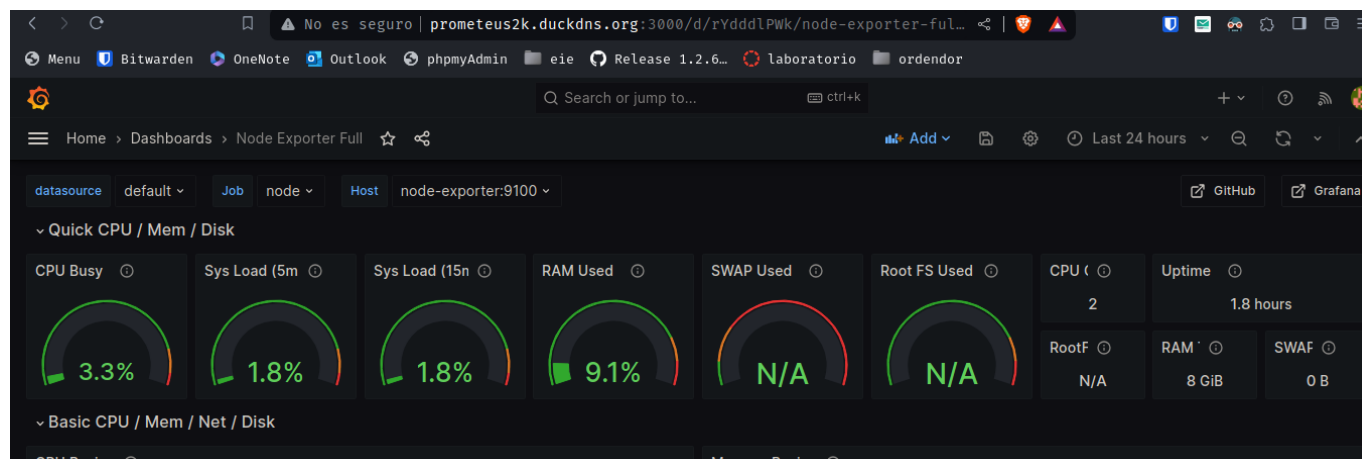 No es seguro | prometeus2k.duckdns.org:3000/d/rYdddlPWk/node-exporter-ful…
Menu Bitwarden OneNote Outlook phpmyAdmin eie Release 1.2.6… laboratorio ordendor
Search or jump to... ctrl+k
Home › Dashboards › Node Exporter Full Add Last 24 hours
datasource default Job node Host node-exporter:9100 GitHub Grafana
Quick CPU / Mem / Disk
CPU Busy Sys Load (5m Sys Load (15n RAM Used SWAP Used Root FS Used CPU ( Uptime
2 1.8 hours
RootF RAM SWAF
3.3% 1.8% 1.8% 9.1% N/A N/A N/A 8 GiB 0 B
Basic CPU / Mem / Net / Disk